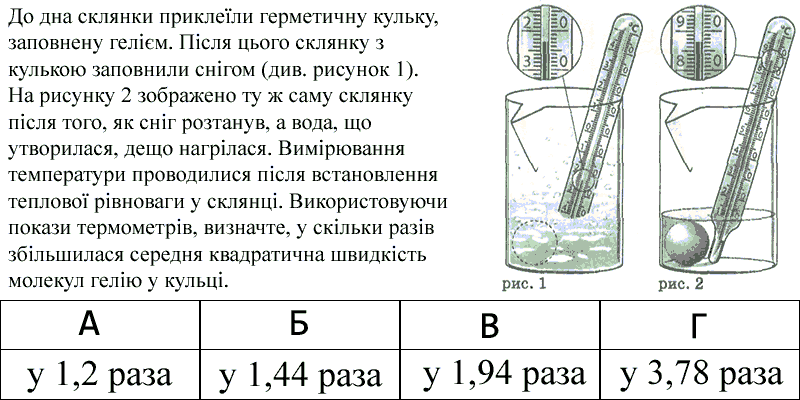 До дна склянки приклеїли герметичну кульку,
заповнену гелієм. Після цього склянку з
кулькою заповнили снігом (див. рисунок 1).
На рисунку 2 зображено ту ж саму склянку
після того, як сніг розтанув, а вода, що
утворилася, дещо нагрілася. Вимірювання
температури проводилися після встановлення
теплової рівноваги у склянці. Використовуючи
покази термометрів, визначте, у скільки разів
збільшилася середня квадратична швидкість
молекул гелію у кульці.
2 0
3 0
9 0
8 0
°C
°C
рис. 1
рис. 2
А Б В Г
у 1,2 раза у 1,44 раза у 1,94 раза у 3,78 раза